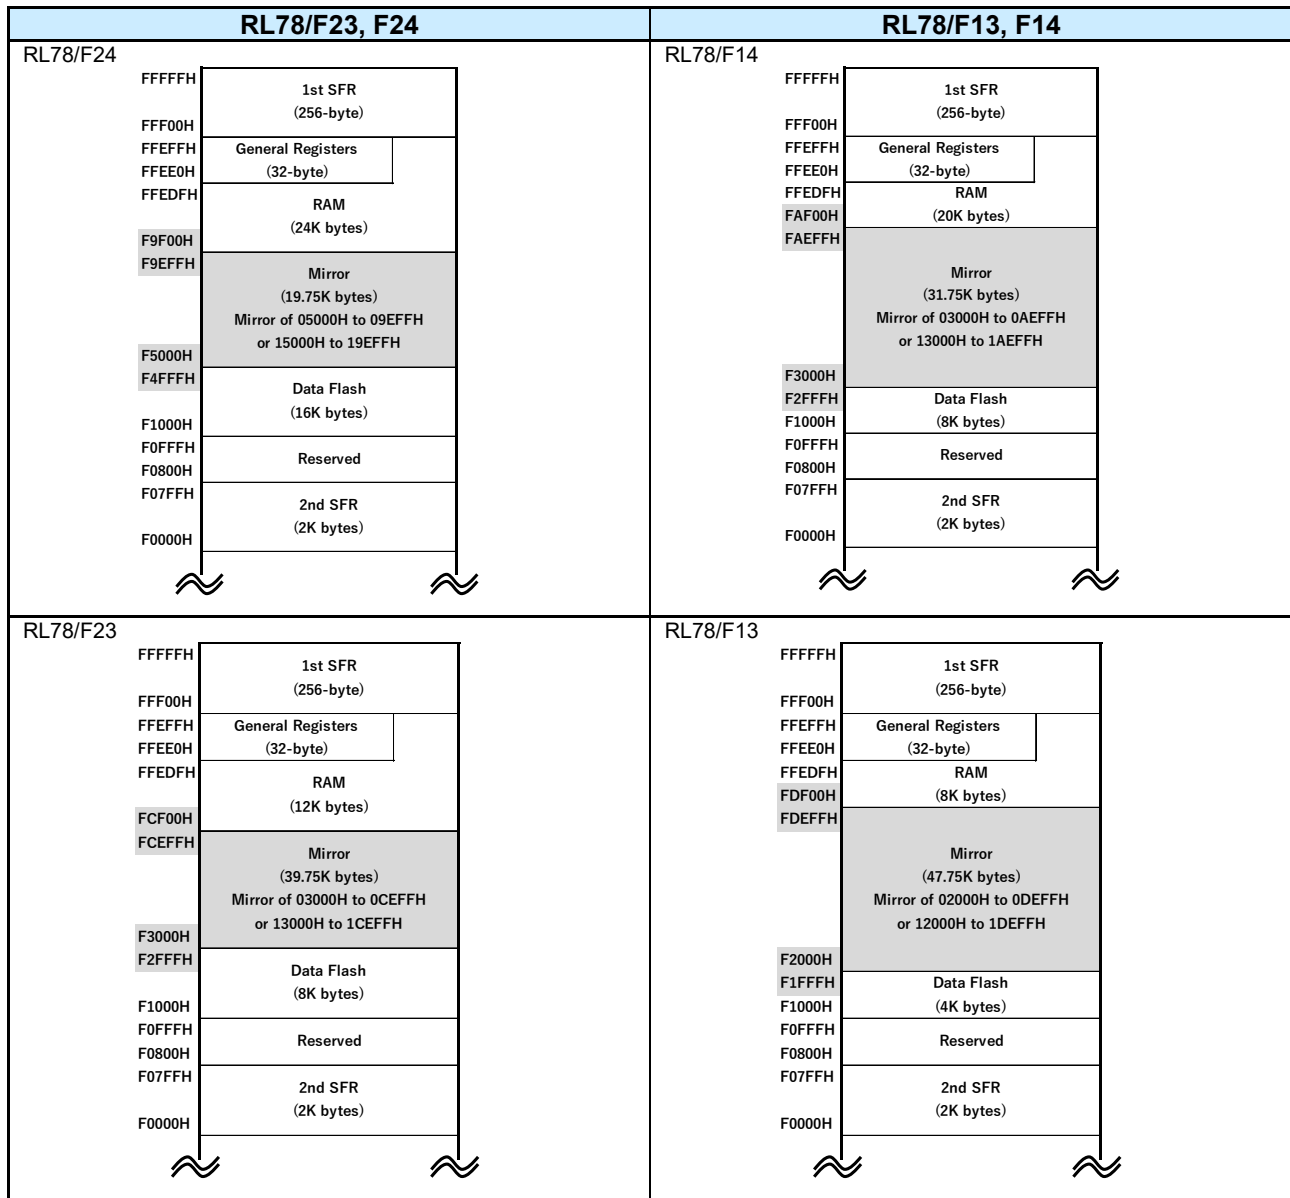 RL78/F23, F24
RL78/F13, F14
RL78/F24
FFFFFH
1st SFR
(256-byte)
FFF00H
FFEFFH
General Registers
FFEE0H
(32-byte)
FFEDFH
RAM
(24K bytes)
F9F00H
F9EFFH
Mirror
(19.75K bytes)
Mirror of 05000H to 09EFFH
or 15000H to 19EFFH
F5000H
F4FFFH
Data Flash
(16K bytes)
F1000H
F0FFFH
Reserved
F0800H
F07FFH
2nd SFR
(2K bytes)
F0000H
RL78/F14
FFFFFH
1st SFR
(256-byte)
FFF00H
FFEFFH
General Registers
FFEE0H
(32-byte)
FFEDFH
RAM
FAF00H
(20K bytes)
FAEFFH
Mirror
(31.75K bytes)
Mirror of 03000H to 0AEFFH
or 13000H to 1AEFFH
F3000H
F2FFFH
Data Flash
F1000H
(8K bytes)
F0FFFH
Reserved
F0800H
F07FFH
2nd SFR
(2K bytes)
F0000H
RL78/F23
FFFFFH
1st SFR
(256-byte)
FFF00H
FFEFFH
General Registers
FFEE0H
(32-byte)
FFEDFH
RAM
(12K bytes)
FCF00H
FCEFFH
Mirror
(39.75K bytes)
Mirror of 03000H to 0CEFFH
or 13000H to 1CEFFH
F3000H
F2FFFH
Data Flash
(8K bytes)
F1000H
F0FFFH
Reserved
F0800H
F07FFH
2nd SFR
(2K bytes)
F0000H
RL78/F13
FFFFFH
1st SFR
(256-byte)
FFF00H
FFEFFH
General Registers
FFEE0H
(32-byte)
FFEDFH
RAM
FDF00H
(8K bytes)
FDEFFH
Mirror
(47.75K bytes)
Mirror of 02000H to 0DEFFH
or 12000H to 1DEFFH
F2000H
F1FFFH
Data Flash
F1000H
(4K bytes)
F0FFFH
Reserved
F0800H
F07FFH
2nd SFR
(2K bytes)
F0000H